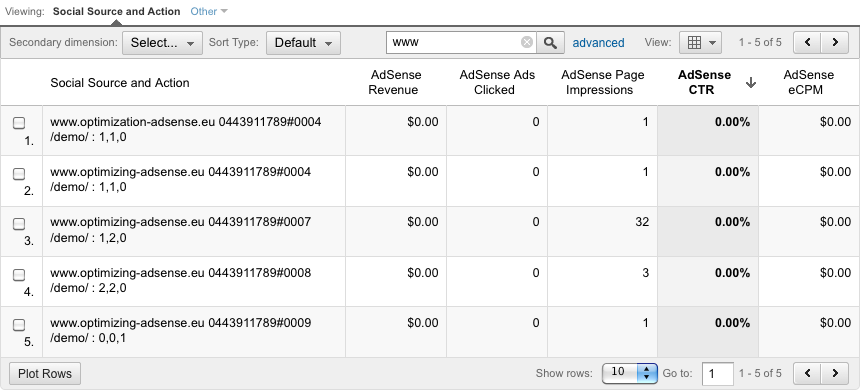 Viewing: Social Source and Action Other
Secondary dimension: Select... Sort Type: Default www advanced View: 1 - 5 of 5
Social Source and Action AdSense Revenue AdSense Ads Clicked AdSense Page Impressions AdSense CTR AdSense eCPM
1. www.optimization-adsense.eu 0443911789#0004 $0.00 0 1 0.00% $0.00
/demo/ : 1,1,0
2. www.optimizing-adsense.eu 0443911789#0004 $0.00 0 1 0.00% $0.00
/demo/ : 1,1,0
3. www.optimizing-adsense.eu 0443911789#0007 $0.00 0 32 0.00% $0.00
/demo/ : 1,2,0
4. www.optimizing-adsense.eu 0443911789#0008 $0.00 0 3 0.00% $0.00
/demo/ : 2,2,0
5. www.optimizing-adsense.eu 0443911789#0009 $0.00 0 1 0.00% $0.00
/demo/ : 0,0,1
Plot Rows Show rows: 10 Go to: 1 1 - 5 of 5